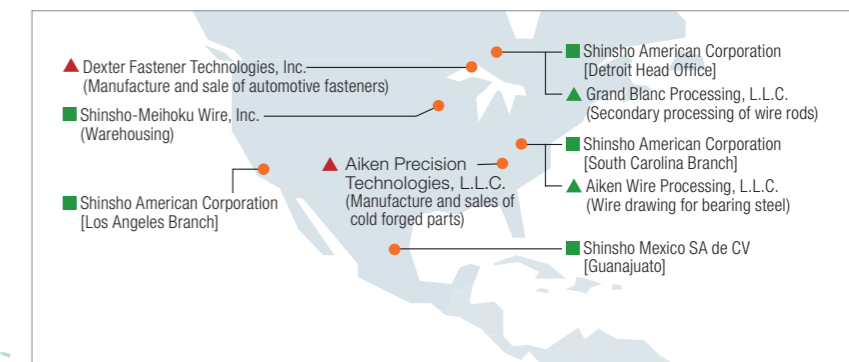 Dexter Fastener Technologies, Inc.
(Manufacture and sale of automotive fasteners)
Shinsho-Meihoku Wire, Inc.
(Warehousing)
Shinsho American Corporation
[Los Angeles Branch]
Aiken Precision
Technologies, L.L.C.
(Manufacture and sales of
cold forged parts)
Shinsho American Corporation
[Detroit Head Office]
Grand Blanc Processing, L.L.C.
(Secondary processing of wire rods)
Shinsho American Corporation
[South Carolina Branch]
Aiken Wire Processing, L.L.C.
(Wire drawing for bearing steel)
Shinsho Mexico SA de CV
[Guanajuato]